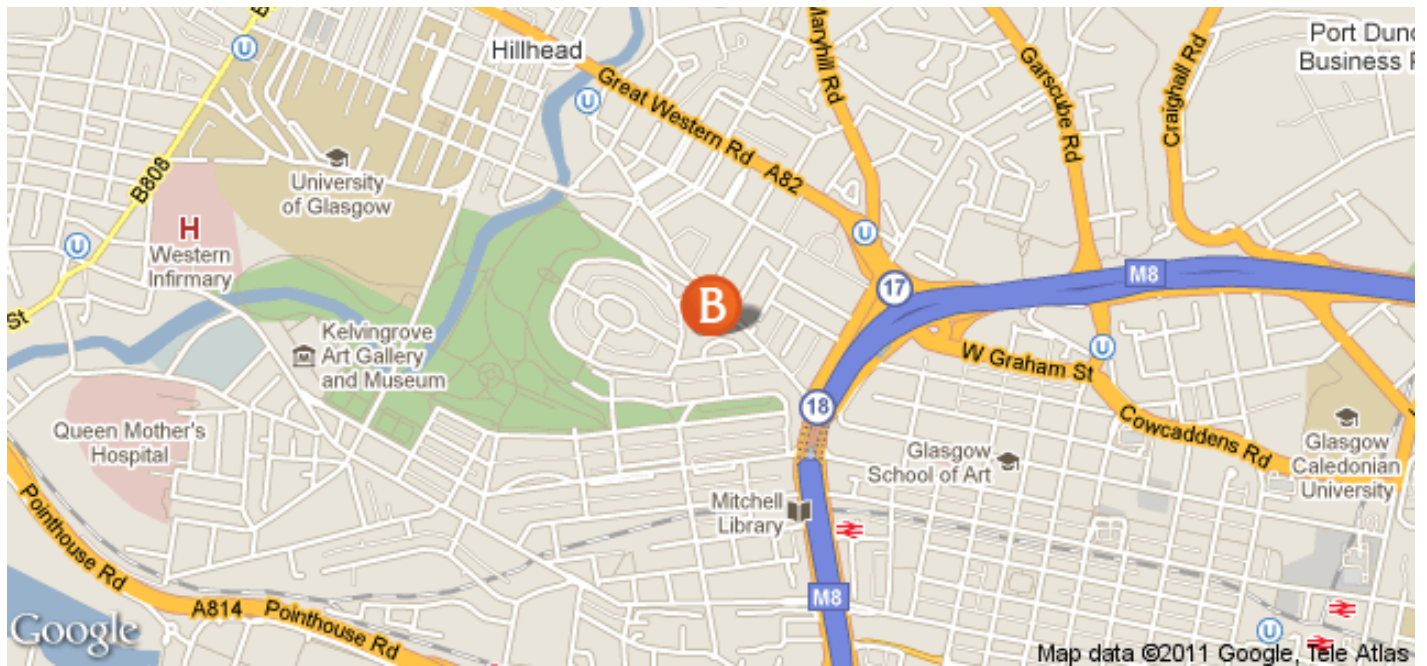 Hillhead
Maryhill Rd
Garscube Rd
Craighall Rd
Port Dund
Business P
U
B808
Great Western Rd
A82
U
University
of Glasgow
H
Western
Infirmary
U
U
St
Kelvingrove
Art Gallery
and Museum
M
B
17
M8
W Graham St
U
18
Cowcaddens Rd
Queen Mother's
Hospital
Glasgow
School of Art
Glasgow
Caledonian
University
Mitchell
Library
Pointhouse Rd
A814
Pointhouse Rd
M8
U
Google
Map data ©2011 Google, Tele Atlas